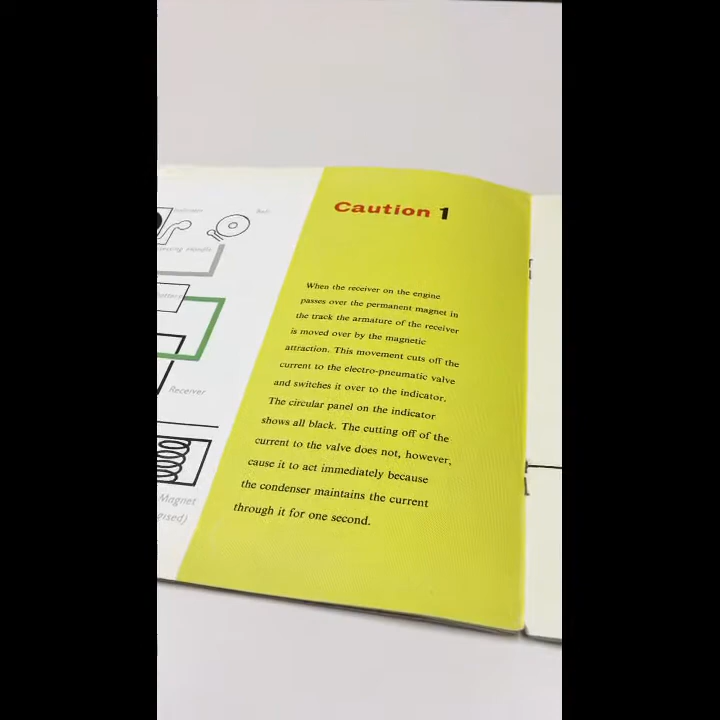 Caution 1
When the receiver on the engine
passes over the permanent magnet in
the track the armature of the receiver
is moved over by the magnetic
attraction. This movement cuts off the
current to the electro-pneumatic valve
and switches it over to the indicator.
The circular panel on the indicator
shows all black. The cutting off of the
current to the valve does not, however,
cause it to act immediately because
the condenser maintains the current
through it for one second.
Bell
Handle
Receiver
Magnet